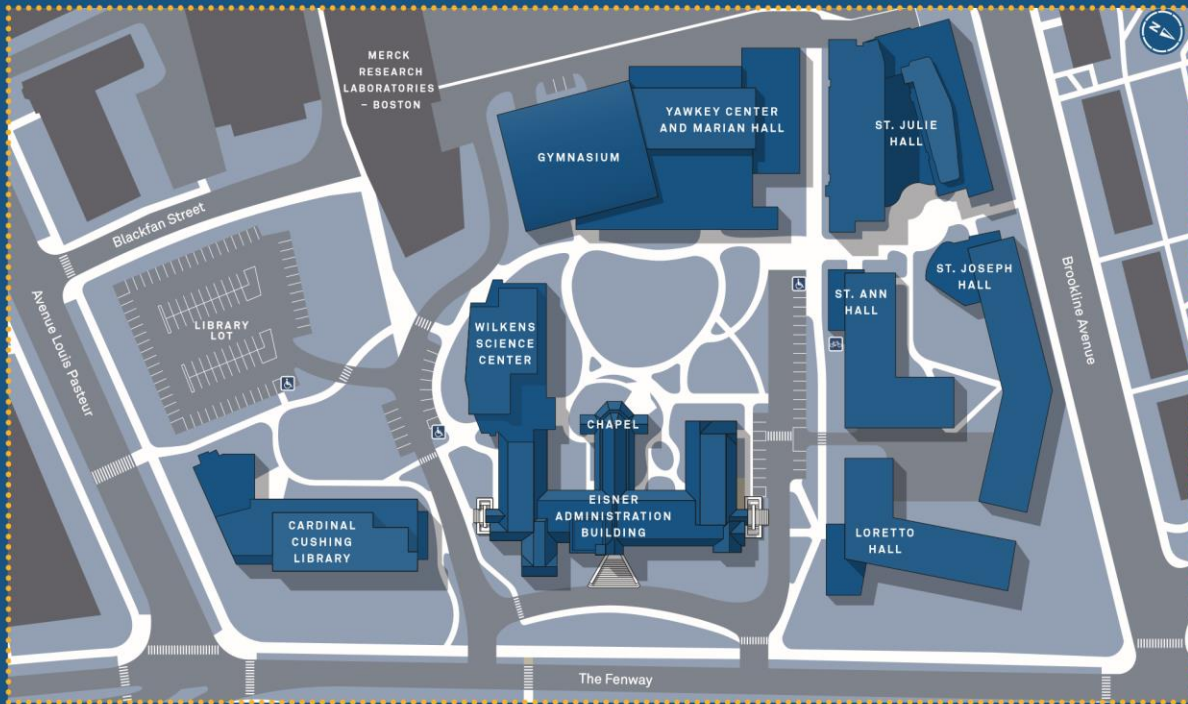 MERCK
RESEARCH
LABORATORIES
– BOSTON
GYMNASIUM
YAWKEY CENTER
AND MARIAN HALL
ST. JULIE
HALL
N
Blackfan Street
Avenue Louis Pasteur
LIBRARY
LOT
WILKENS
SCIENCE
CENTER
ST. ANN
HALL
ST. JOSEPH
HALL
Brookline Avenue
CHAPEL
EISNER
ADMINISTRATION
BUILDING
CARDINAL
CUSHING
LIBRARY
LORETTO
HALL
The Fenway